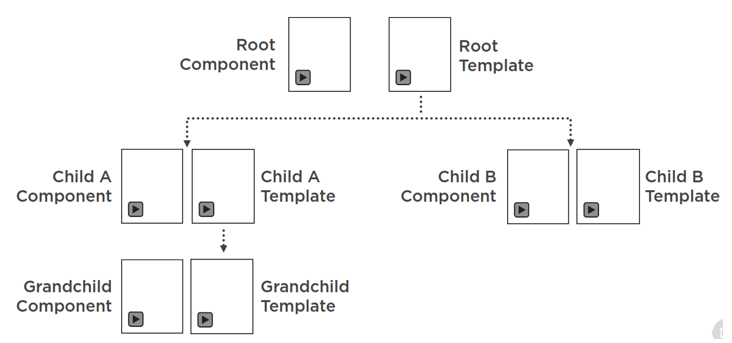 Root
Component
Root
Template
Child A
Component
Child A
Template
Child B
Component
Child B
Template
Grandchild
Component
Grandchild
Template